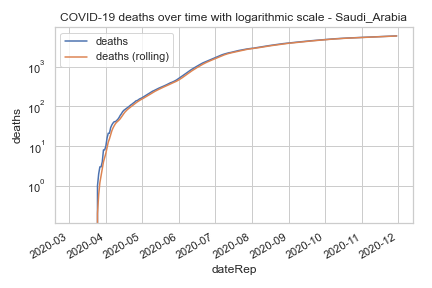 COVID-19 deaths over time with logarithmic scale - Saudi_Arabia
deaths
deaths (rolling)
10³
10²
10¹
10⁰
deaths
2020-03
2020-04
2020-05
2020-06
2020-07
2020-08
2020-09
2020-10
2020-11
2020-12
dateRep